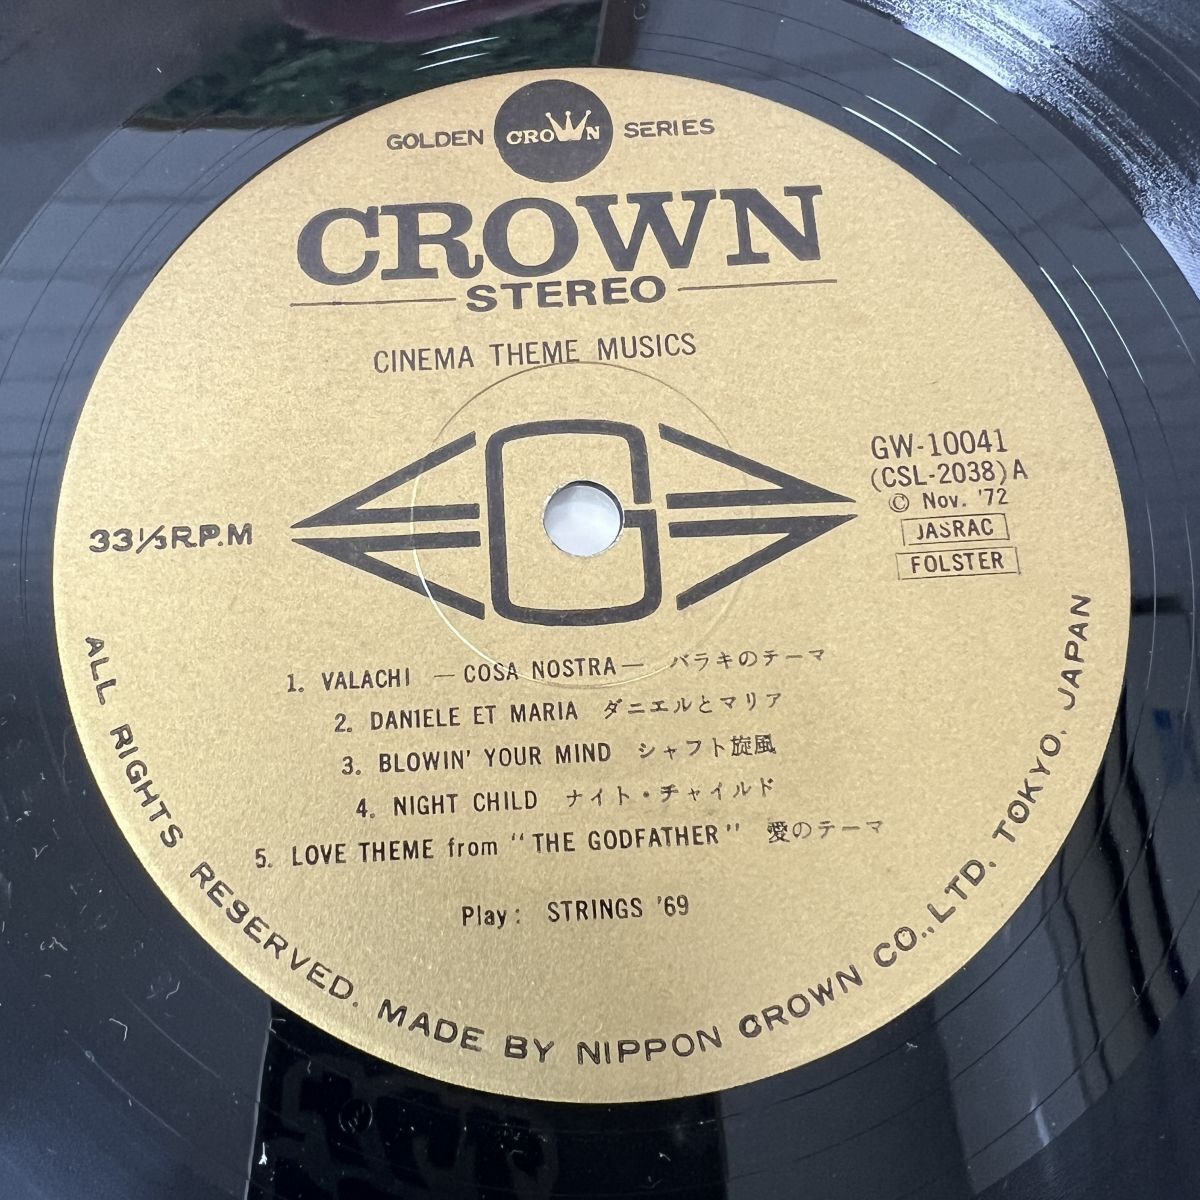 GOLDEN CROWN SERIES
CROWN
STEREO
CINEMA THEME MUSICS
G
GW-10041
(CSL-2038) A
© Nov. '72
JASRAC
FOLSTER
33⅓ R.P.M
1. VALACHI — COSA NOSTRA — バラキのテーマ
2. DANIELE ET MARIA ダニエルとマリア
3. BLOWIN' YOUR MIND シャフト旋風
4. NIGHT CHILD ナイト・チャイルド
5. LOVE THEME from "THE GODFATHER" 愛のテーマ
Play: STRINGS '69
ALL RIGHTS RESERVED. MADE BY NIPPON CROWN CO.,LTD. TOKYO, JAPAN